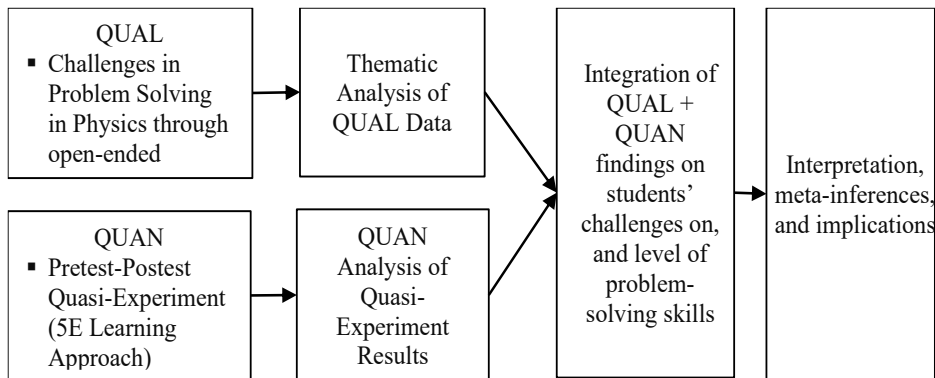 QUAL
▪ Challenges in
Problem Solving
in Physics through
open-ended
Thematic
Analysis of
QUAL Data
QUAN
▪ Pretest-Postest
Quasi-Experiment
(5E Learning
Approach)
QUAN
Analysis of
Quasi-
Experiment
Results
Integration of
QUAL +
QUAN
findings on
students’
challenges on,
and level of
problem-
solving skills
Interpretation,
meta-inferences,
and implications